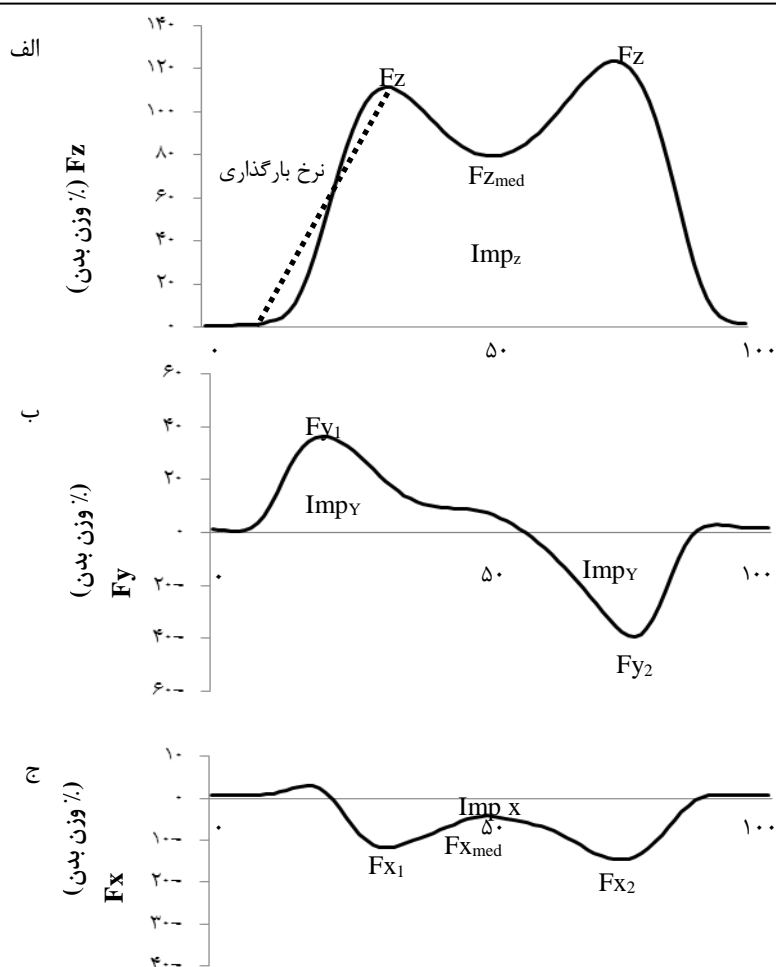 الف
۱۴۰
۱۲۰
۱۰۰
۸۰
۶۰
۴۰
۲۰
۰
Fz (٪ وزن بدن)
Fz
Fz
نرخ بارگذاری
Fzmed
Impz
۰ ۵۰ ۱۰۰
ب
۶۰
۴۰
۲۰
۰
۲۰-
۴۰-
۶۰-
(٪ وزن بدن)
Fy
Fy1
ImpY
ImpY
Fy2
۰ ۵۰ ۱۰۰
ج
۱۰
۰
۱۰-
۲۰-
۳۰-
۴۰-
(٪ وزن بدن)
Fx
Imp x
۰ ۵۰ ۱۰۰
Fx1
Fxmed
Fx2